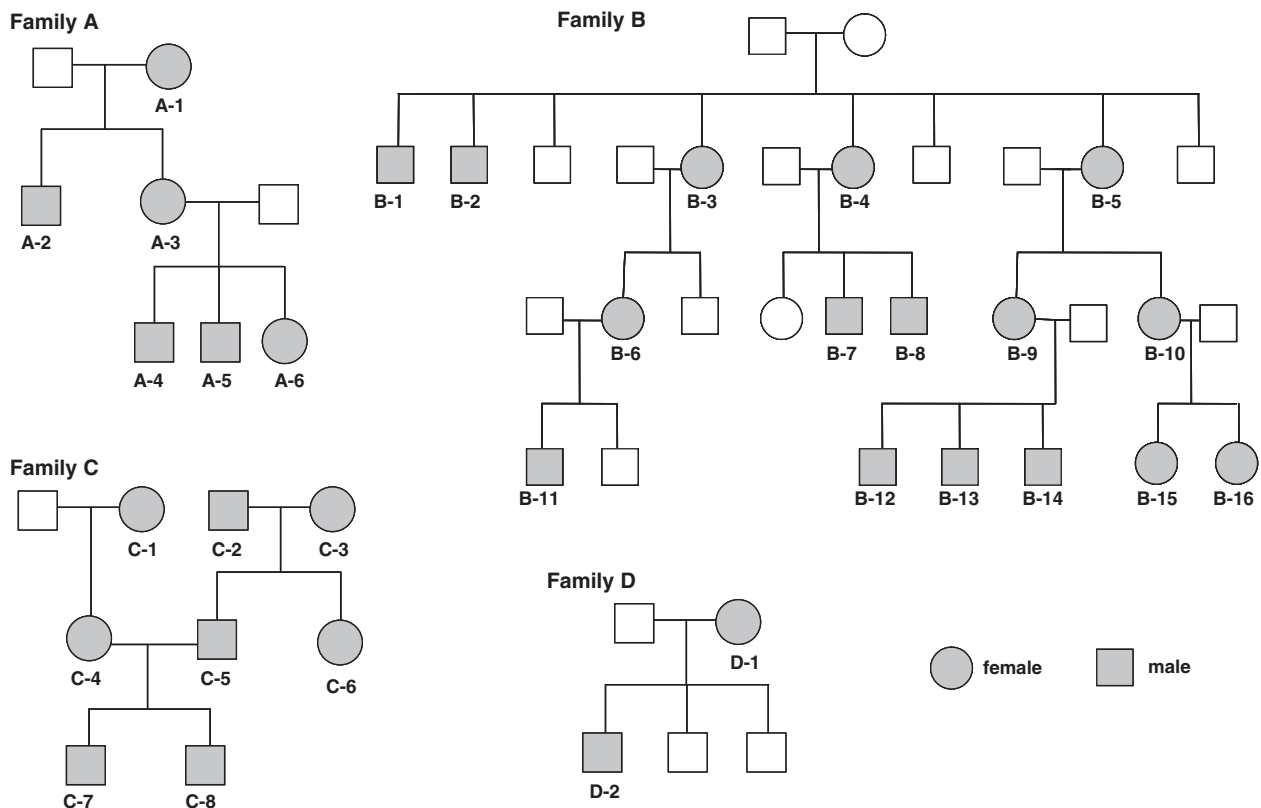 Family A
Family B
A-1
A-2
A-3
B-1
B-2
B-3
B-4
B-5
A-4
A-5
A-6
B-6
B-7
B-8
B-9
B-10
Family C
B-11
B-12
B-13
B-14
B-15
B-16
C-1
C-2
C-3
Family D
C-4
C-5
C-6
D-1
female
male
C-7
C-8
D-2